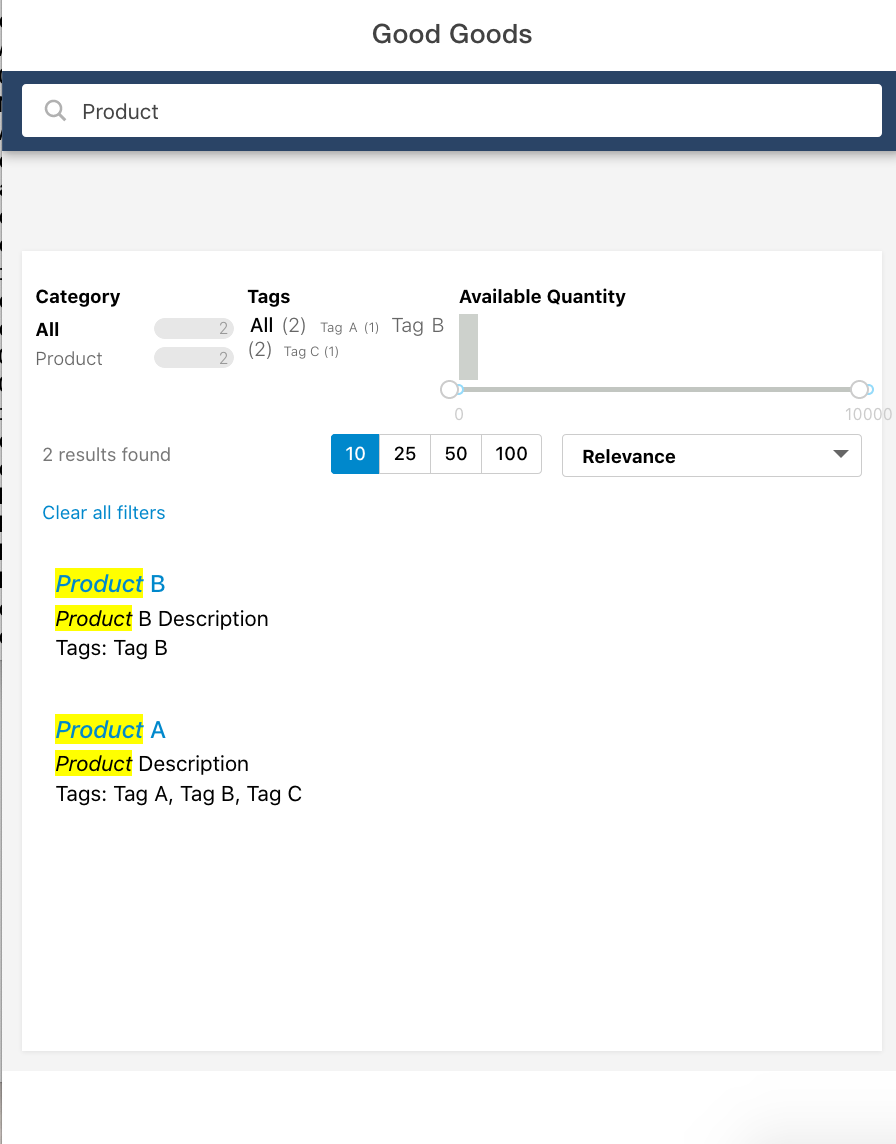 Good Goods
Product
Category
All 2
Product 2
Tags
All (2) Tag A (1) Tag B
(2) Tag C (1)
Available Quantity
0 10000
2 results found
10 25 50 100
Relevance
Clear all filters
Product B
Product B Description
Tags: Tag B
Product A
Product Description
Tags: Tag A, Tag B, Tag C